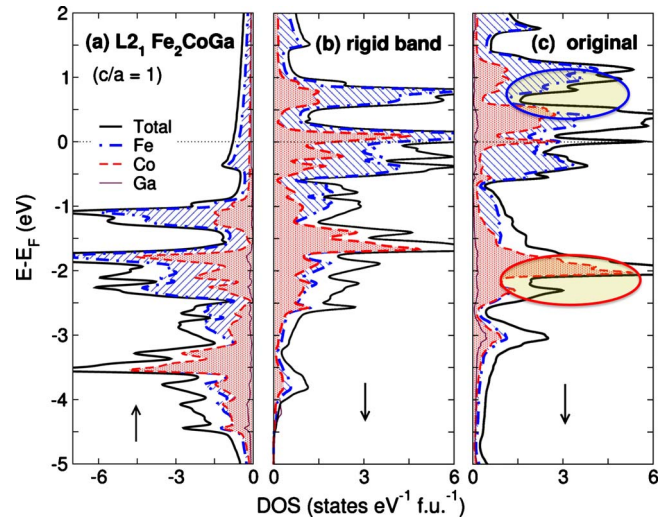 (a) L2₁ Fe₂CoGa
(c/a = 1)
Total
Fe
Co
Ga
(b) rigid band
(c) original
2
1
0
-1
-2
-3
-4
-5
E-E_F (eV)
-6 -3 0
0 3 6
0 3 6
DOS (states eV⁻¹ f.u.⁻¹)